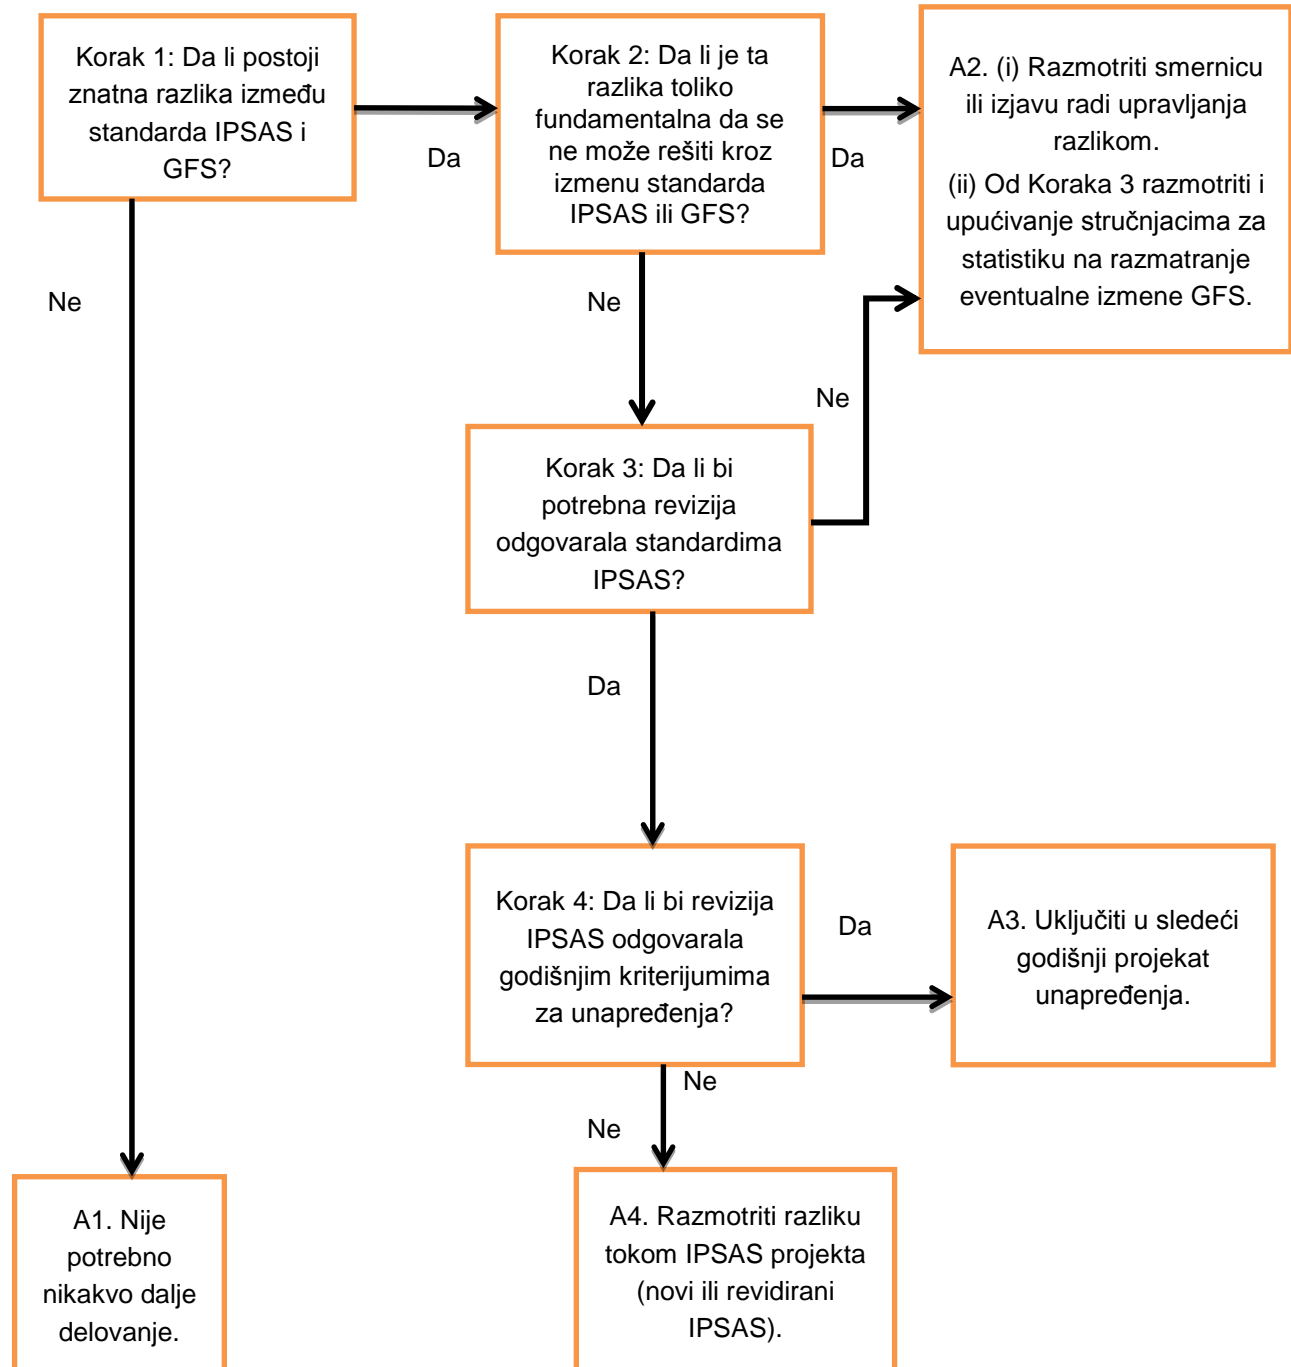 Korak 1: Da li postoji
znatna razlika između
standarda IPSAS i
GFS?
Da
Korak 2: Da li je ta
razlika toliko
fundamentalna da se
ne može rešiti kroz
izmenu standarda
IPSAS ili GFS?
Da
A2. (i) Razmotriti smernicu
ili izjavu radi upravljanja
razlikom.
(ii) Od Koraka 3 razmotriti i
upućivanje stručnjacima za
statistiku na razmatranje
eventualne izmene GFS.
Ne
Ne
Ne
Korak 3: Da li bi
potrebna revizija
odgovarala standardima
IPSAS?
Da
Korak 4: Da li bi revizija
IPSAS odgovarala
godišnjim kriterijumima
za unapređenja?
Da
A3. Uključiti u sledeći
godišnji projekat
unapređenja.
Ne
Ne
A1. Nije
potrebno
nikakvo dalje
delovanje.
A4. Razmotriti razliku
tokom IPSAS projekta
(novi ili revidirani
IPSAS).